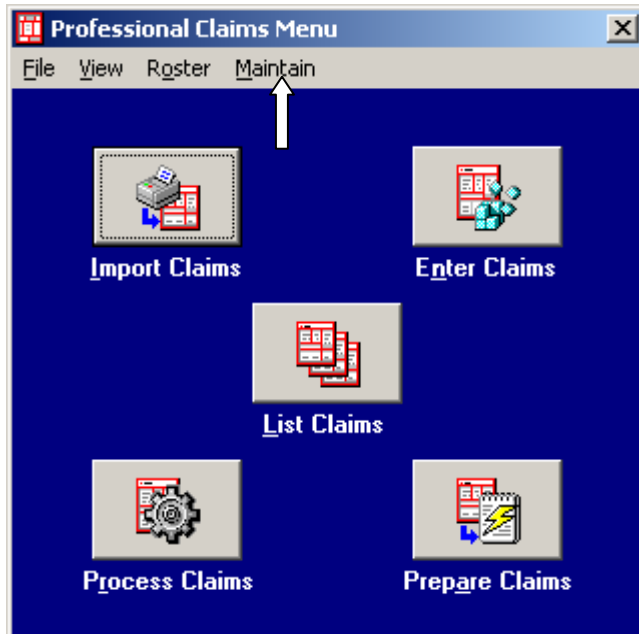 Professional Claims Menu
File View Roster Maintain
Import Claims Enter Claims
List Claims
Process Claims Prepare Claims